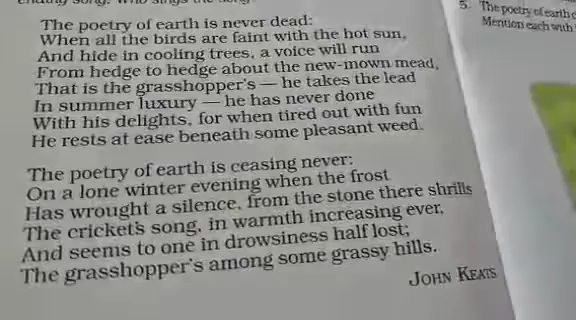 ending song. Who sings the song
The poetry of earth is never dead:
When all the birds are faint with the hot sun,
And hide in cooling trees, a voice will run
From hedge to hedge about the new-mown mead,
That is the grasshopper's — he takes the lead
In summer luxury — he has never done
With his delights, for when tired out with fun
He rests at ease beneath some pleasant weed.
The poetry of earth is ceasing never:
On a lone winter evening when the frost
Has wrought a silence, from the stone there shrills
The cricket's song, in warmth increasing ever,
And seems to one in drowsiness half lost;
The grasshopper's among some grassy hills.
JOHN KEATS
5. The poetry of earth
Mention each with